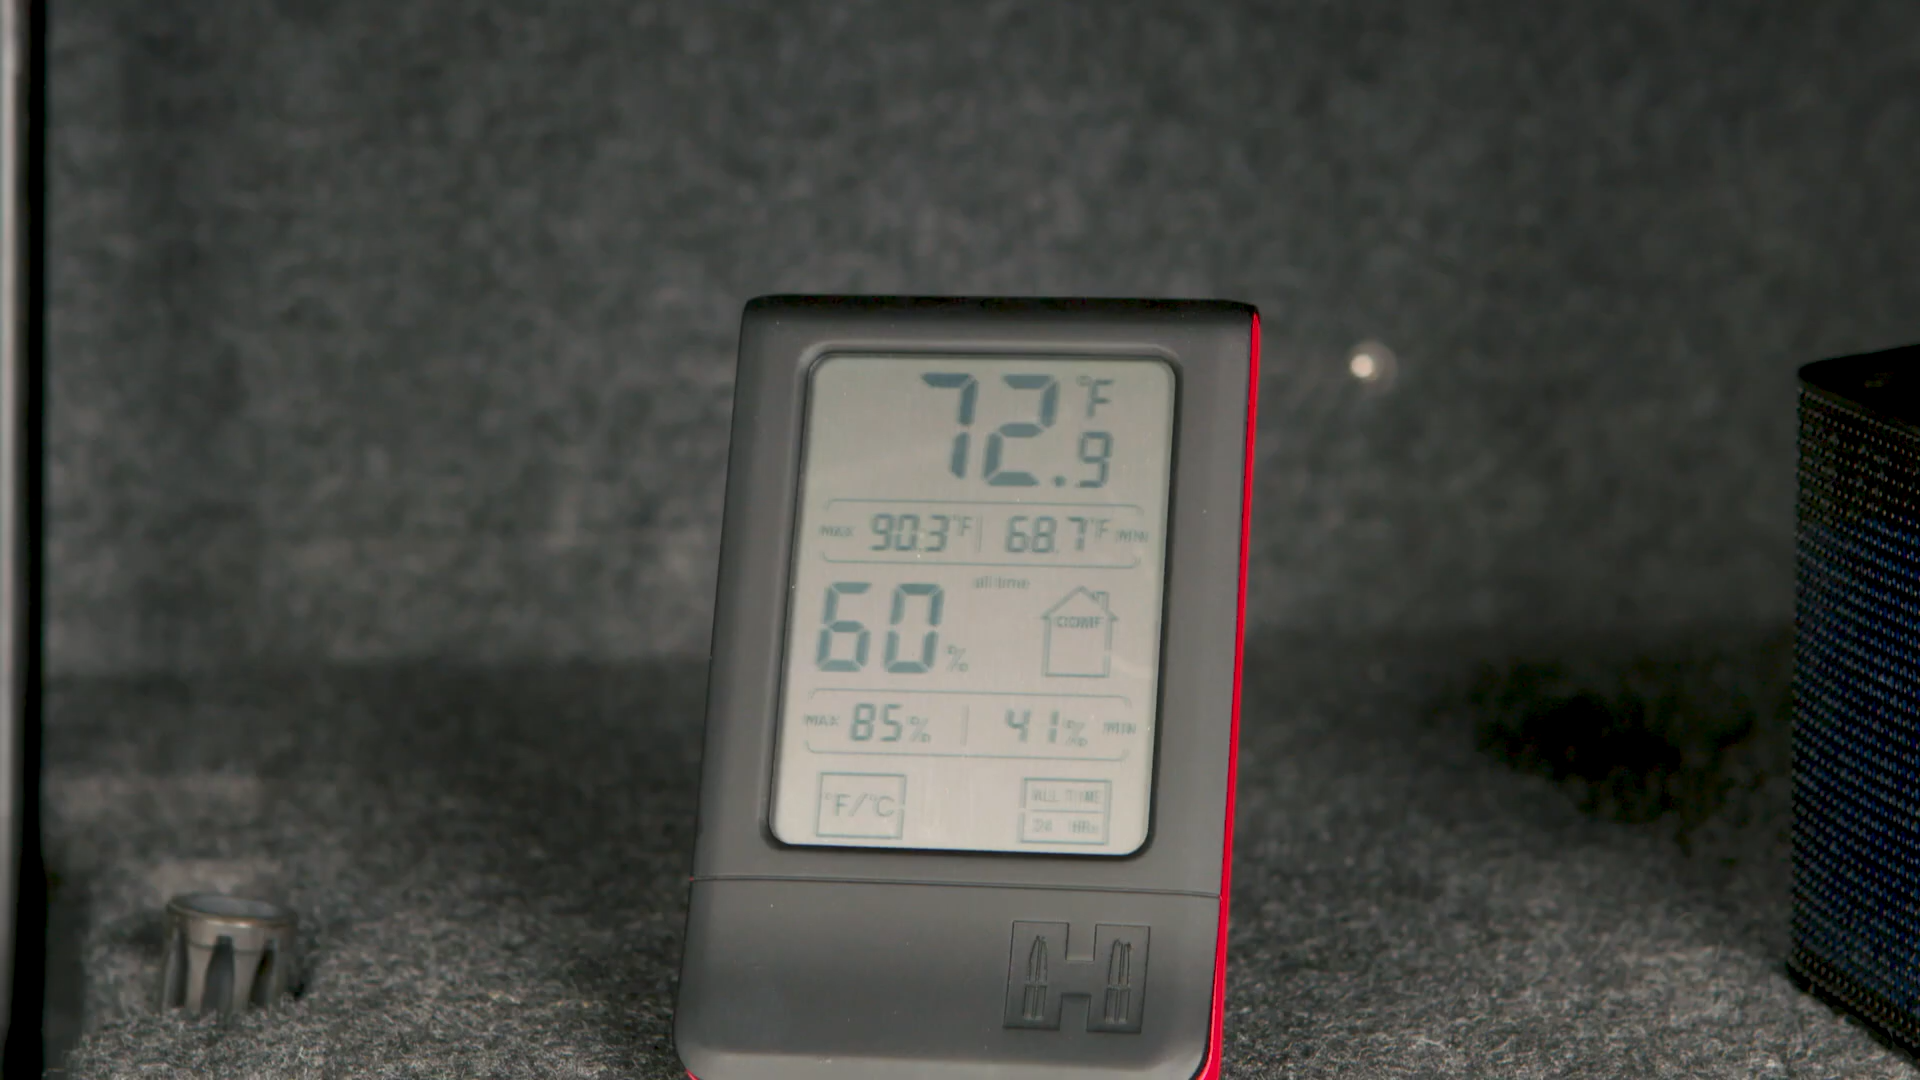 72.9 °F
MAX 90.3°F | 68.7°F MIN
all time
60 %
COMF
MAX 85% | 41% MIN
°F/°C
ALL TIME
24 HRs
H